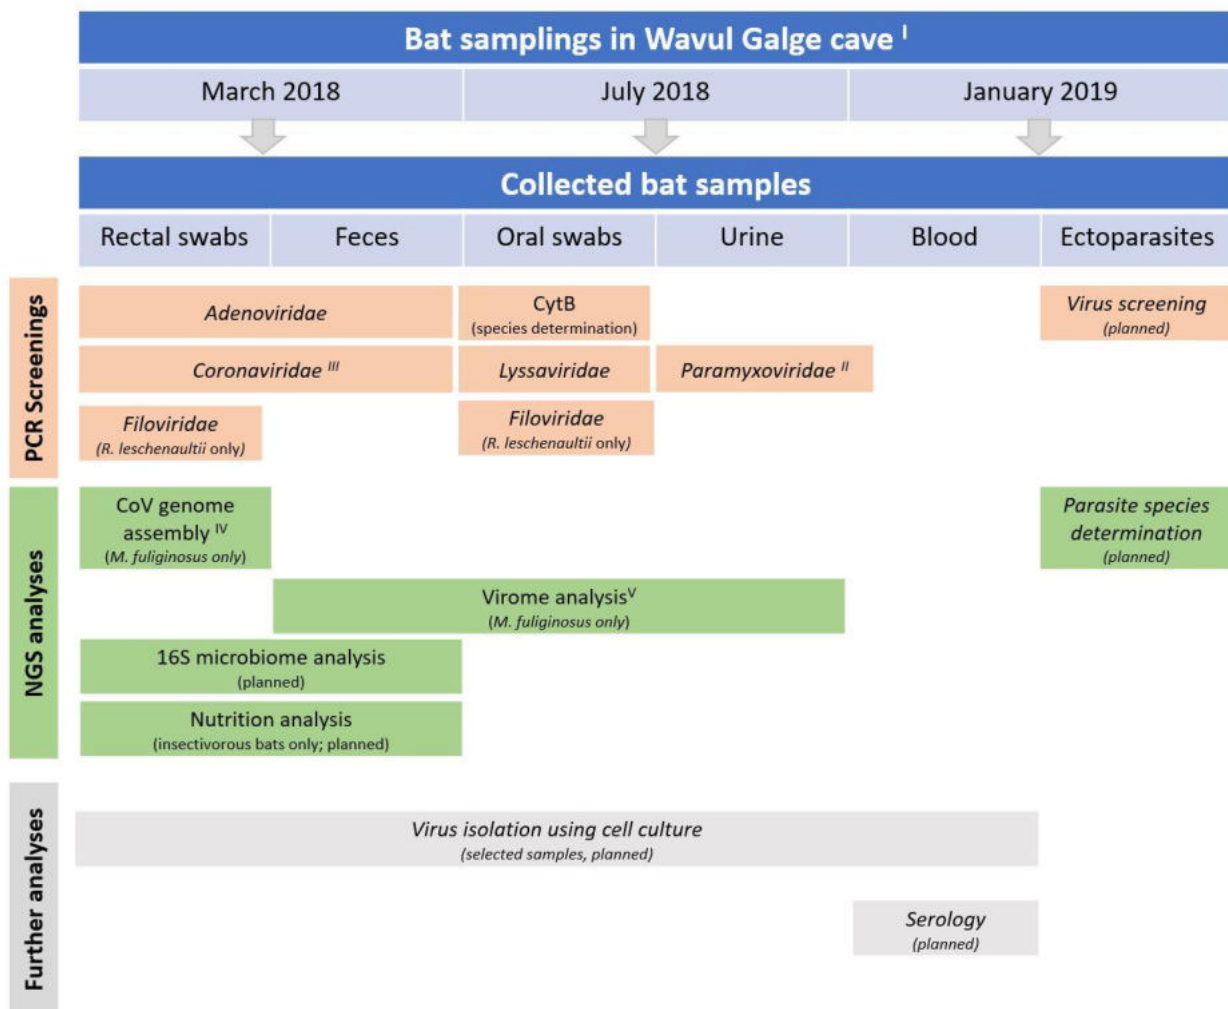 Bat samplings in Wavul Galge cave I
March 2018
July 2018
January 2019
Collected bat samples
Rectal swabs
Feces
Oral swabs
Urine
Blood
Ectoparasites
PCR Screenings
Adenoviridae
CytB
(species determination)
Virus screening
(planned)
Coronaviridae III
Lyssaviridae
Paramyxoviridae II
Filoviridae
(R. leschenaultii only)
Filoviridae
(R. leschenaultii only)
NGS analyses
CoV genome
assembly IV
(M. fuliginosus only)
Parasite species
determination
(planned)
Virome analysisV
(M. fuliginosus only)
16S microbiome analysis
(planned)
Nutrition analysis
(insectivorous bats only; planned)
Further analyses
Virus isolation using cell culture
(selected samples, planned)
Serology
(planned)